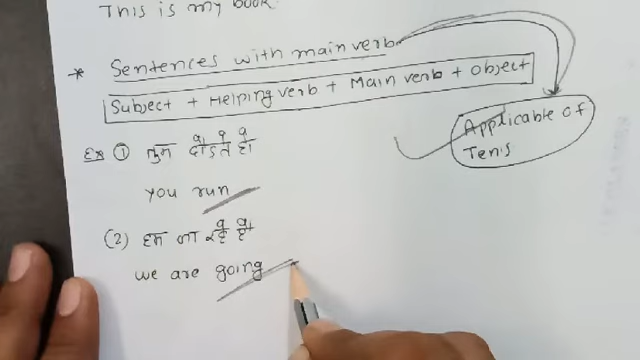 This is my book
* Sentences with main verb
Subject + Helping verb + Main verb + Object
Applicable of
Tenis
Ex ① तुम दौड़ते हो
you run
(2) हम जा रहे हैं
we are going